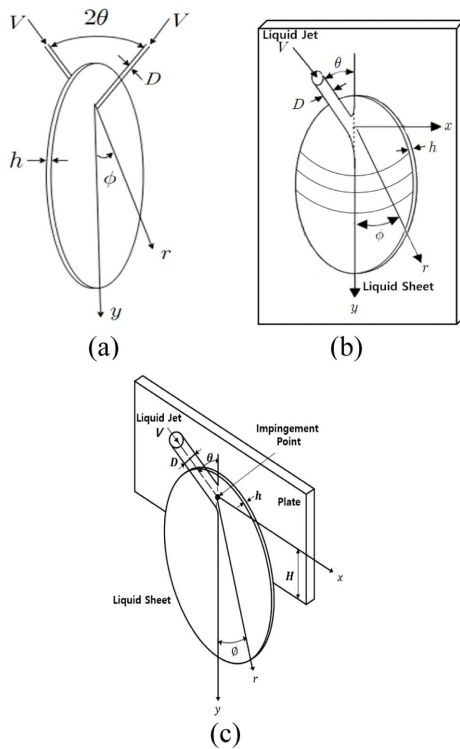 V
2θ
V
D
h
ϕ
r
y
(a)
Liquid Jet
V
θ
D
x
h
ϕ
r
Liquid Sheet
y
(b)
Liquid Jet
V
D
θ
Impingement
Point
h
Plate
H
x
Liquid Sheet
Ø
r
y
(c)